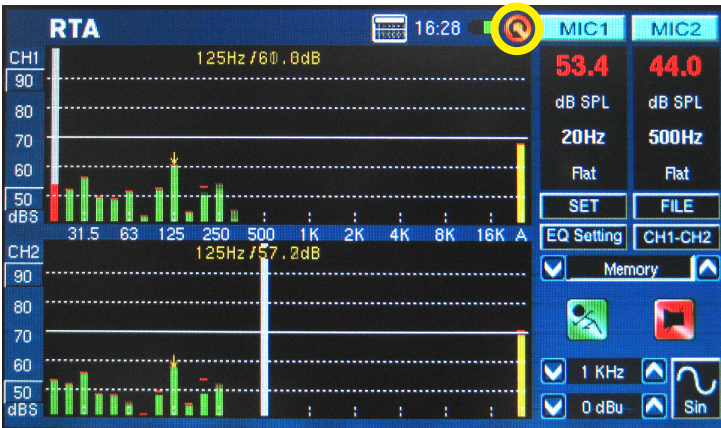 RTA 16:28 MIC1 MIC2
CH1 125Hz/60.8dB
90
80
70
60
50
dBS
31.5 63 125 250 500 1K 2K 4K 8K 16K A
CH2 125Hz/57.2dB
90
80
70
60
50
dBS
53.4 44.0
dB SPL dB SPL
20Hz 500Hz
Flat Flat
SET FILE
EQ Setting CH1-CH2
Memory
1 KHz
0 dBu
Sin